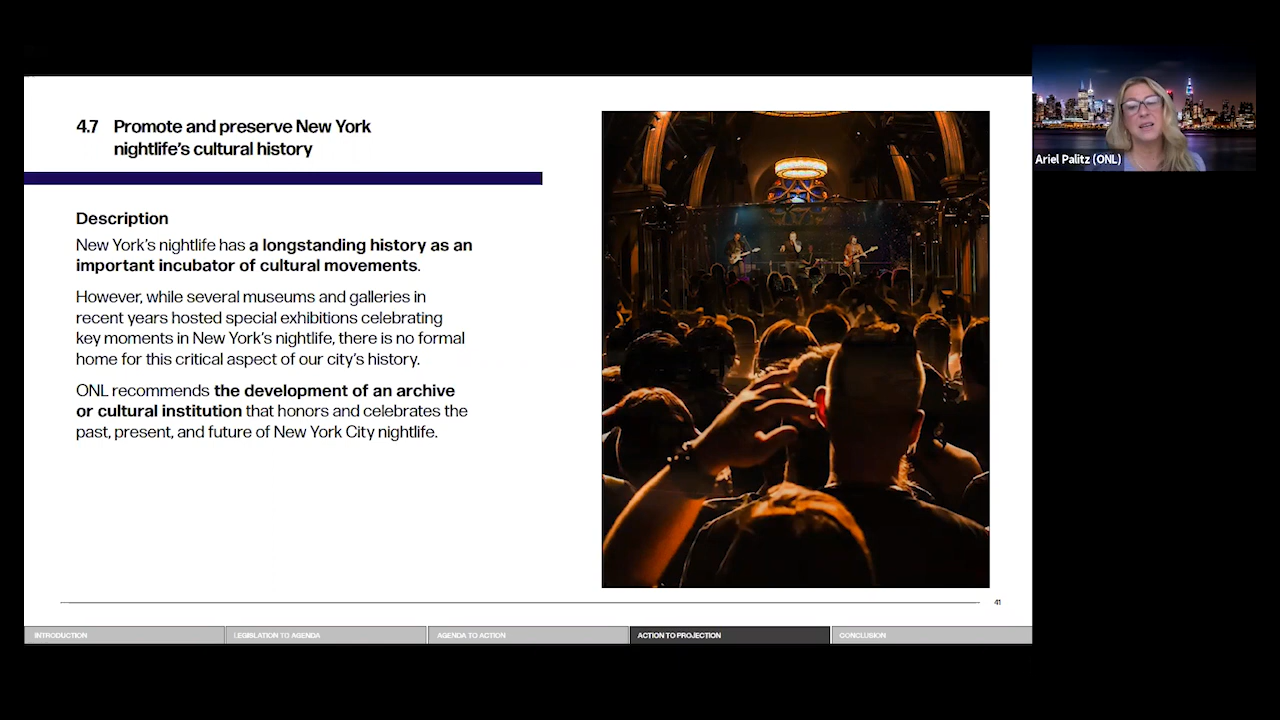 4.7 Promote and preserve New York
nightlife’s cultural history
Description
New York’s nightlife has a longstanding history as an
important incubator of cultural movements.
However, while several museums and galleries in
recent years hosted special exhibitions celebrating
key moments in New York’s nightlife, there is no formal
home for this critical aspect of our city’s history.
ONL recommends the development of an archive
or cultural institution that honors and celebrates the
past, present, and future of New York City nightlife.
41
INTRODUCTION
LEGISLATION TO AGENDA
AGENDA TO ACTION
ACTION TO PROJECTION
CONCLUSION
Ariel Palitz (ONL)